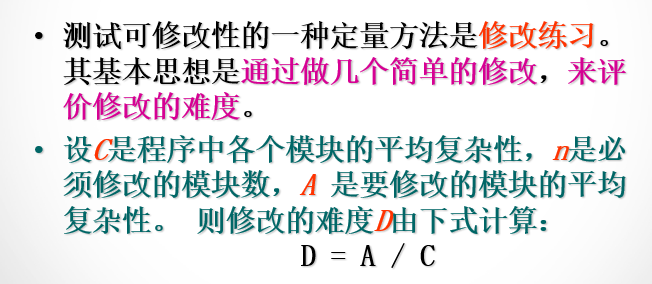 • 测试可修改性的一种定量方法是修改练习。
其基本思想是通过做几个简单的修改，来评
价修改的难度。
• 设C是程序中各个模块的平均复杂性，n是必
须修改的模块数，A 是要修改的模块的平均
复杂性。 则修改的难度D由下式计算：
D = A / C